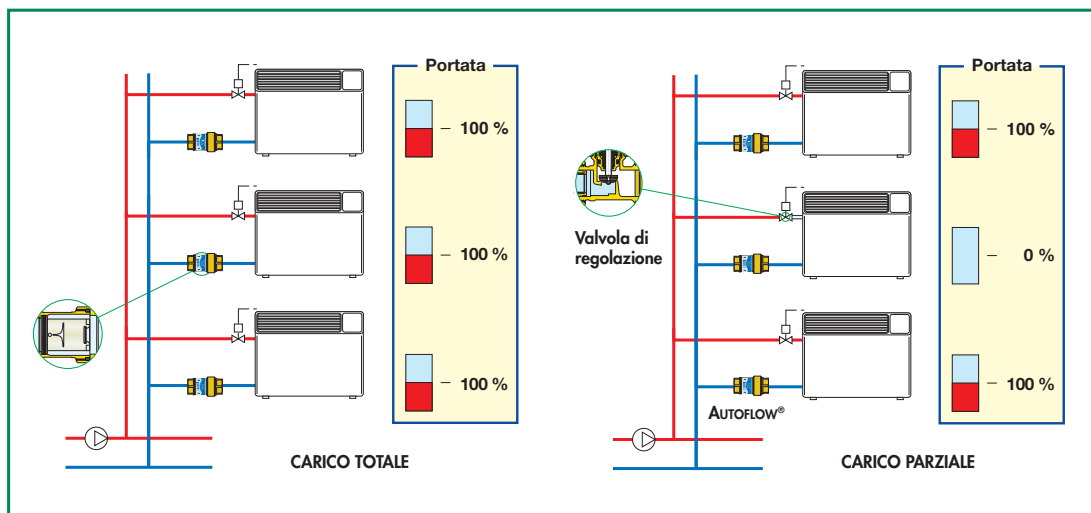 Portata
100 %
100 %
100 %
CARICO TOTALE
Portata
100 %
0 %
100 %
Valvola di
regolazione
AUTOFLOW®
CARICO PARZIALE